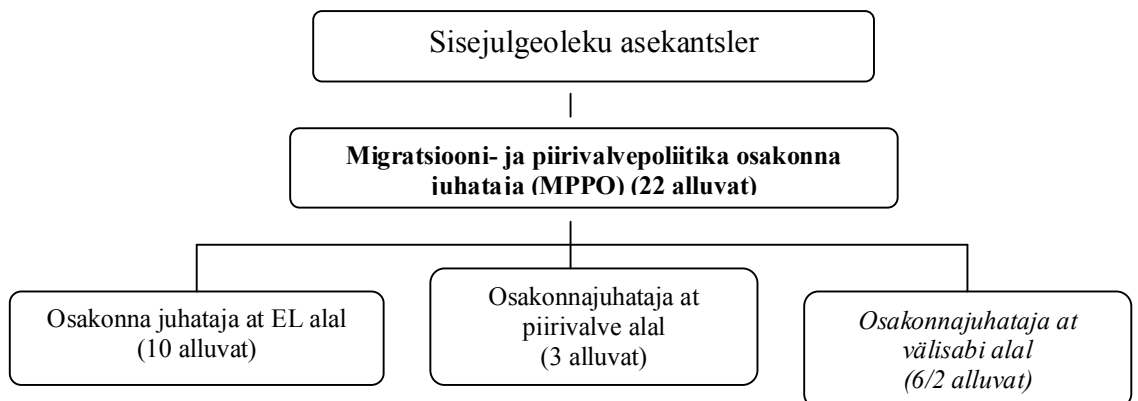 Sisejulgeoleku asekantsler
Migratsiooni- ja piirivalvepoliitika osakonna
juhataja (MPPO) (22 alluvat)
Osakonna juhataja at EL alal
(10 alluvat)
Osakonnajuhataja at
piirivalve alal
(3 alluvat)
Osakonnajuhataja at
välisabi alal
(6/2 alluvat)